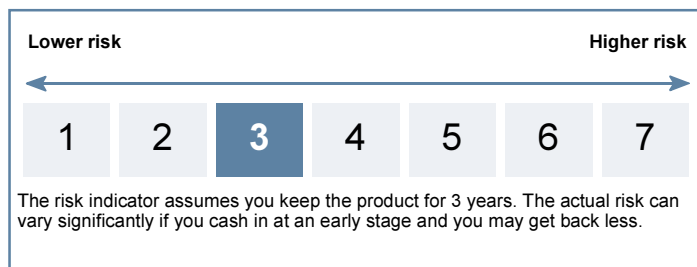 Lower risk Higher risk
1 2 3 4 5 6 7
The risk indicator assumes you keep the product for 3 years. The actual risk can
vary significantly if you cash in at an early stage and you may get back less.